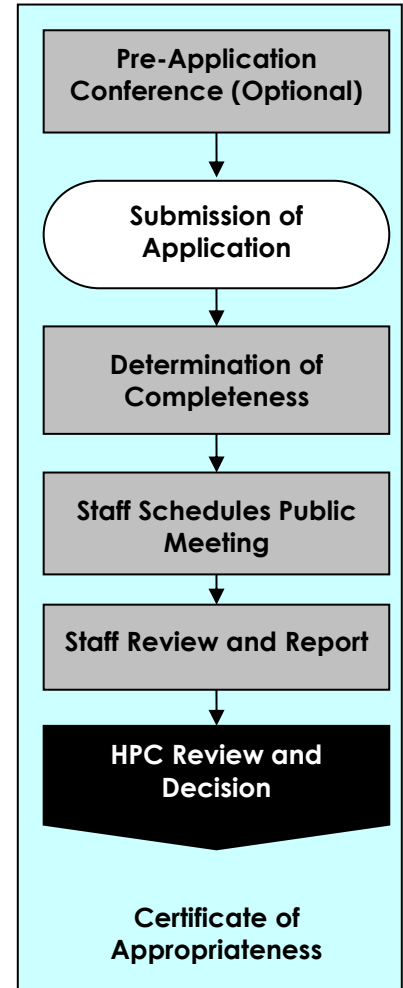 Pre-Application
Conference (Optional)
Submission of
Application
Determination of
Completeness
Staff Schedules Public
Meeting
Staff Review and Report
HPC Review and
Decision
Certificate of
Appropriateness